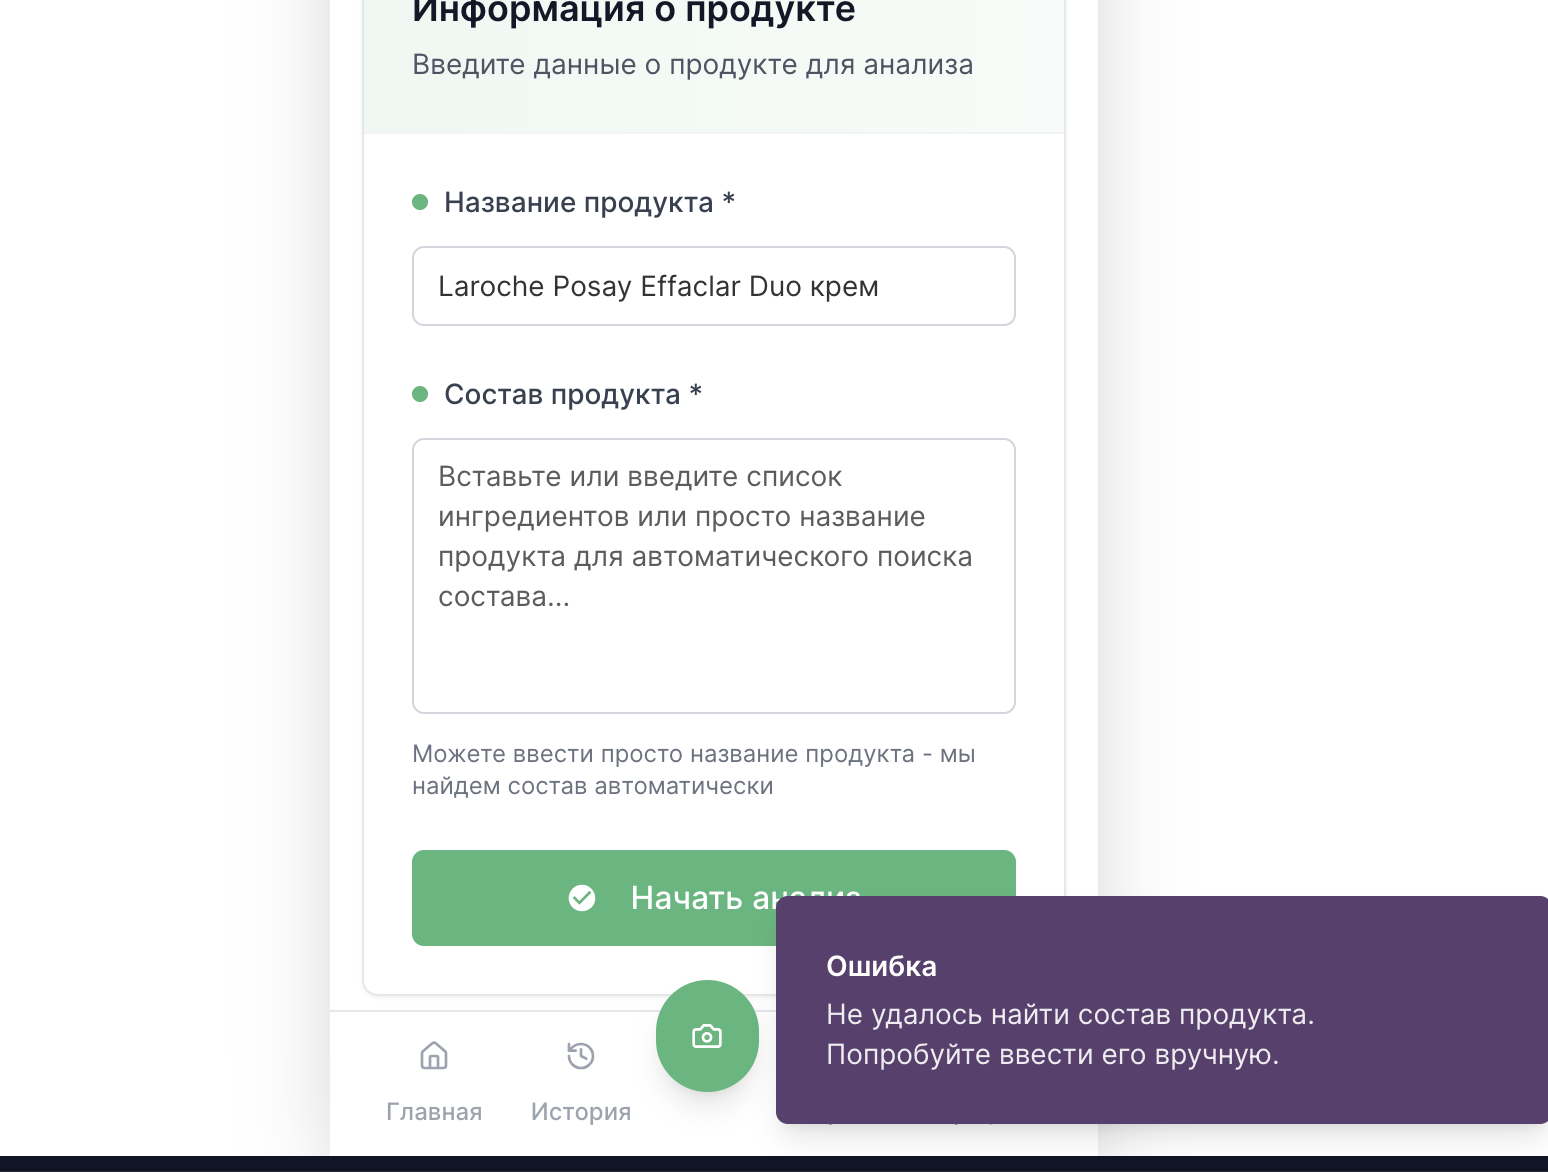 Информация о продукте
Введите данные о продукте для анализа
Название продукта *
Laroche Posay Effaclar Duo крем
Состав продукта *
Вставьте или введите список
ингредиентов или просто название
продукта для автоматического поиска
состава...
Можете ввести просто название продукта - мы
найдем состав автоматически
Начать анализ
Ошибка
Не удалось найти состав продукта.
Попробуйте ввести его вручную.
Главная
История